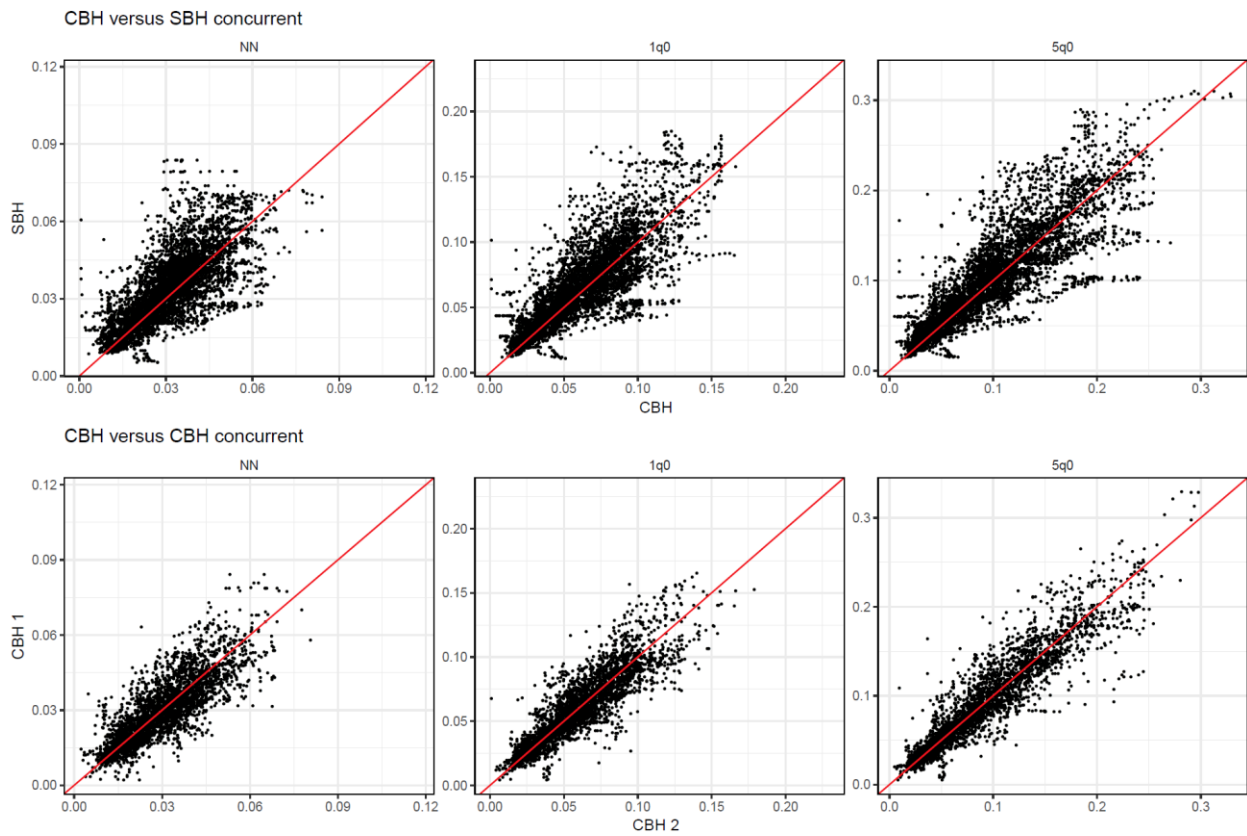 CBH versus SBH concurrent
NN 1q0 5q0
SBH
0.12
0.09
0.06
0.03
0.00
0.00 0.03 0.06 0.09 0.12
0.20
0.15
0.10
0.05
0.00
0.00 0.05 0.10 0.15 0.20
0.3
0.2
0.1
0.0
0.0 0.1 0.2 0.3
CBH
CBH versus CBH concurrent
NN 1q0 5q0
CBH 1
0.12
0.09
0.06
0.03
0.00
0.00 0.03 0.06 0.09 0.12
0.20
0.15
0.10
0.05
0.00
0.00 0.05 0.10 0.15 0.20
0.3
0.2
0.1
0.0
0.0 0.1 0.2 0.3
CBH 2